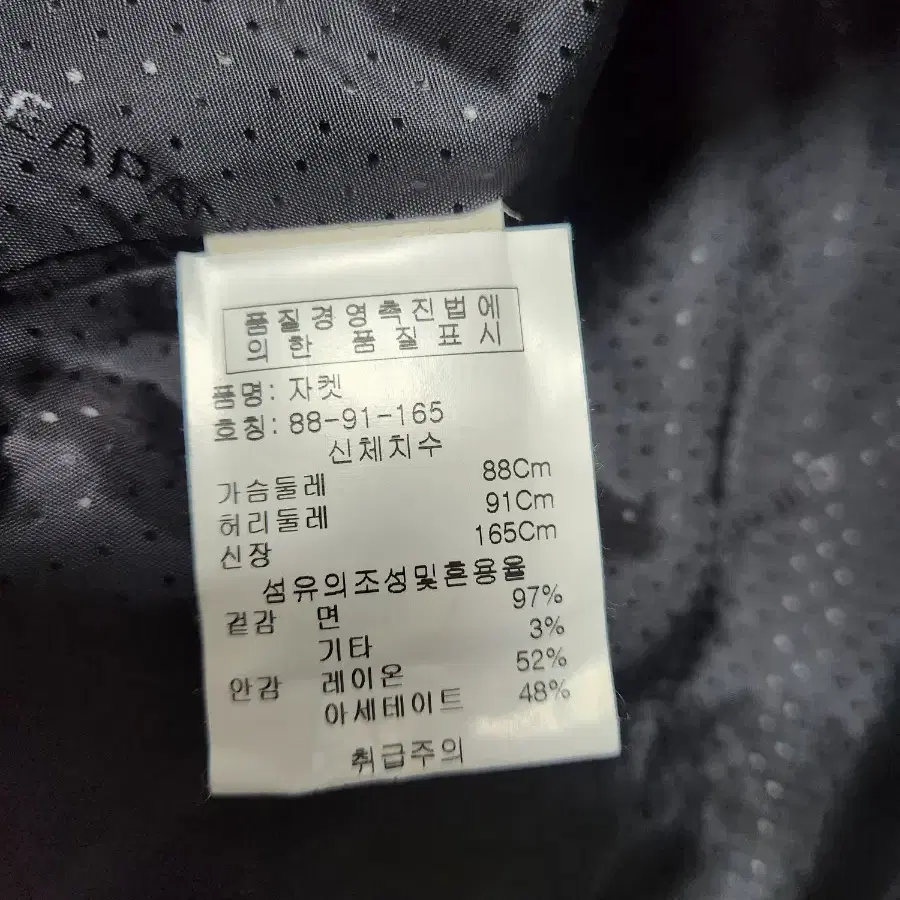 품질경영촉진법에
의한 품질표시
품명: 자켓
호칭: 88-91-165
신체치수
가슴둘레 88Cm
허리둘레 91Cm
신장 165Cm
섬유의조성및혼용율
겉감 면 97%
기타 3%
안감 레이온 52%
아세테이트 48%
취급주의